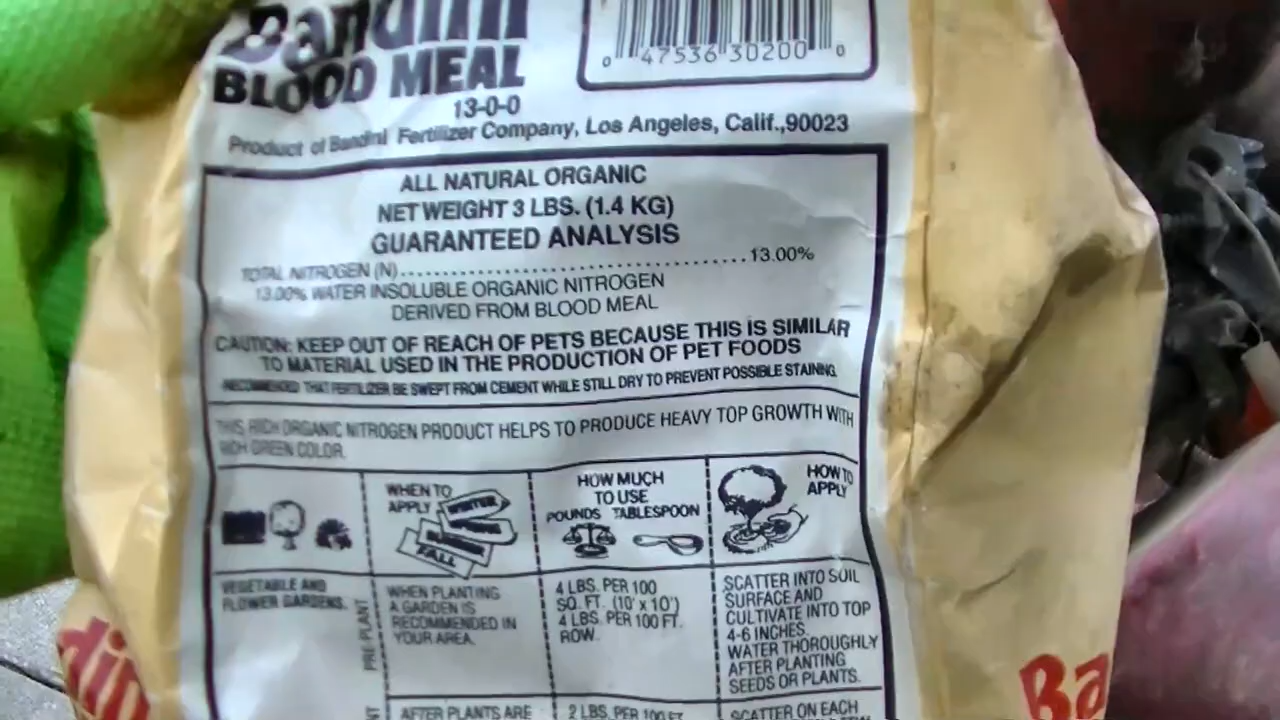 Bandini
BLOOD MEAL
13-0-0
0 47536 30200 0
Product of Bandini Fertilizer Company, Los Angeles, Calif.,90023
ALL NATURAL ORGANIC
NET WEIGHT 3 LBS. (1.4 KG)
GUARANTEED ANALYSIS
TOTAL NITROGEN (N)..........................................13.00%
13.00% WATER INSOLUBLE ORGANIC NITROGEN
DERIVED FROM BLOOD MEAL
CAUTION: KEEP OUT OF REACH OF PETS BECAUSE THIS IS SIMILAR
TO MATERIAL USED IN THE PRODUCTION OF PET FOODS
RECOMMENDED THAT FERTILIZER BE SWEPT FROM CEMENT WHILE STILL DRY TO PREVENT POSSIBLE STAINING.
THIS RICH ORGANIC NITROGEN PRODUCT HELPS TO PRODUCE HEAVY TOP GROWTH WITH
RICH GREEN COLOR.
WHEN TO
APPLY
WINTER
SPRING
SUMMER
FALL
HOW MUCH
TO USE
POUNDS TABLESPOON
HOW TO
APPLY
VEGETABLE AND
FLOWER GARDENS.
PRE-PLANT
WHEN PLANTING
A GARDEN IS
RECOMMENDED IN
YOUR AREA.
4 LBS. PER 100
SQ. FT. (10' x 10')
4 LBS. PER 100 FT.
ROW.
SCATTER INTO SOIL
SURFACE AND
CULTIVATE INTO TOP
4-6 INCHES.
WATER THOROUGHLY
AFTER PLANTING
SEEDS OR PLANTS.
AFTER PLANTS ARE
2 LBS. PER 100 FT.
SCATTER ON EACH
Ba